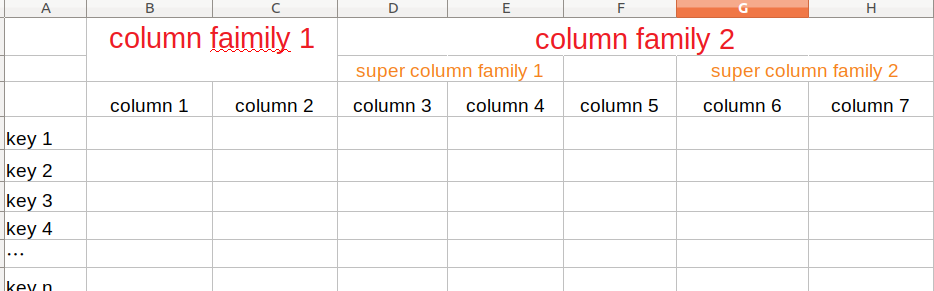 A B C D E F G H
column faimily 1 column family 2
super column family 1 super column family 2
column 1 column 2 column 3 column 4 column 5 column 6 column 7
key 1
key 2
key 3
key 4
...
key n